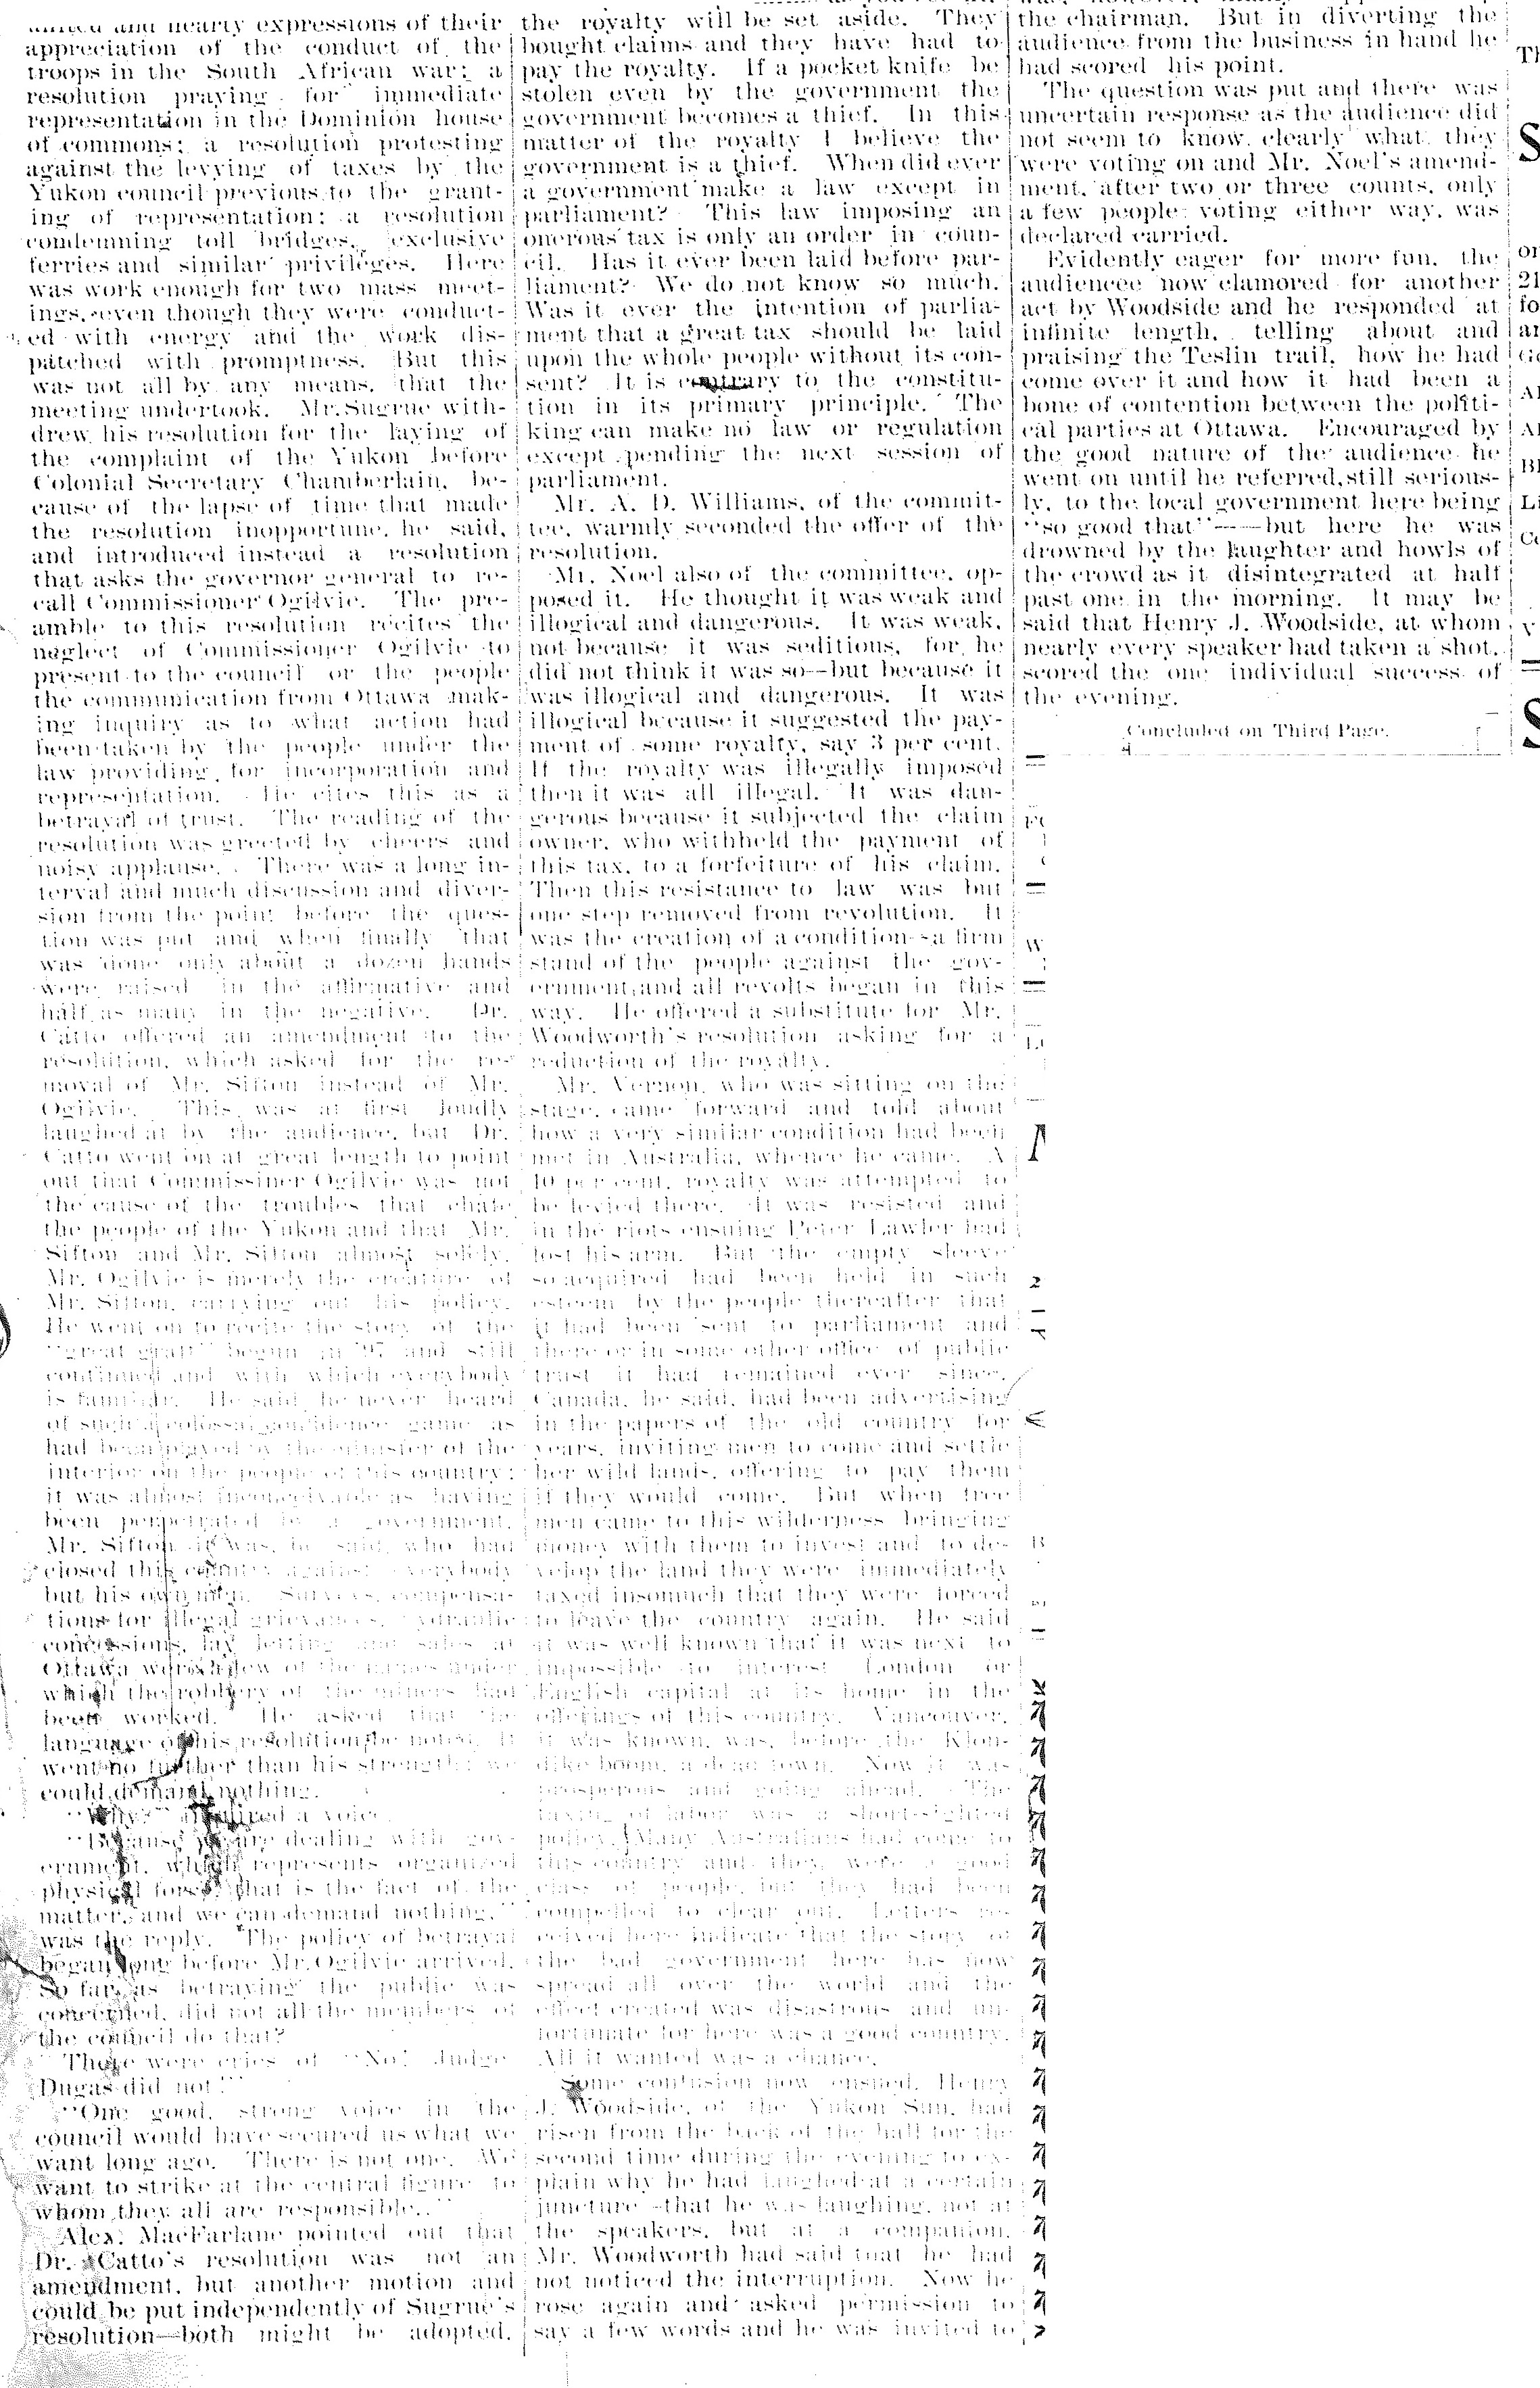 and hearty expressions of their
appreciation of the conduct of the
troops in the South African war; a
resolution praying for immediate
representation in the Dominion house
of commons; a resolution protesting
against the levying of taxes by the
Yukon council previous to the grant-
ing of representation; a resolution
condemning toll bridges, exclusive
ferries and similar privileges. Here
was work enough for two mass meet-
ings, even though they were conduct-
ed with energy and the work dis-
patched with promptness. But this
was not all by any means, that the
meeting undertook. Mr. Sugrue with-
drew his resolution for the laying of
the complaint of the Yukon before
Colonial Secretary Chamberlain, be-
cause of the lapse of time that made
the resolution inopportune, he said,
and introduced instead a resolution
that asks the governor general to re-
call Commissioner Ogilvie. The pre-
amble to this resolution recites the
neglect of Commissioner Ogilvie to
present to the council or the people
the communication from Ottawa mak-
ing inquiry as to what action had
been taken by the people under the
law providing for incorporation and
representation. He cites this as a
betrayal of trust. The reading of the
resolution was greeted by cheers and
noisy applause. There was a long in-
terval and much discussion and diver-
sion from the point before the ques-
tion was put and when finally that
was done only about a dozen hands
were raised in the affirmative and
half as many in the negative. Dr.
Catto offered an amendment to the
resolution, which asked for the re-
moval of Mr. Sifton instead of Mr.
Ogilvie. This was at first loudly
laughed at by the audience, but Dr.
Catto went on at great length to point
out that Commissiner Ogilvie was not
the cause of the troubles that chafe
the people of the Yukon and that Mr.
Sifton and Mr. Sifton almost solely.
Mr. Ogilvie is merely the creature of
Mr. Sifton, carrying out his policy.
He went on to recite the story of the
"great graft" begun in '97 and still
continued and with which everybody
is familiar. He said he never heard
of such a colossal confidence game as
had been played by the minister of the
interior on the people of this country;
it was almost inconceivable as having
been perpetrated by a government.
Mr. Sifton it was, he said, who had
closed this country against everybody
but his own men. Surveys, compensa-
tions for illegal grievances, hydraulic
concessions, lay letting and sales at
Ottawa were a few of the names under
which the robbery of the miners had
been worked. He asked that the
language of his resolution be noted. It
went no further than his strength: we
could demand nothing.
"Why?" inquired a voice.
"Because we are dealing with gov-
ernment, which represents organized
physical force, that is the fact of the
matter, and we can demand nothing,"
was the reply. "The policy of betrayal
began long before Mr. Ogilvie arrived.
So far as betraying the public was
concerned, did not all the members of
the council do that?
There were cries of "No! Judge
Dugas did not!"
"One good, strong voice in the
council would have secured us what we
want long ago. There is not one. We
want to strike at the central figure to
whom they all are responsible."
Alex. MacFarlane pointed out that
Dr. Catto's resolution was not an
amendment, but another motion and
could be put independently of Sugrue's
resolution—both might be adopted.
the royalty will be set aside. They
bought claims and they have had to
pay the royalty. If a pocket knife be
stolen even by the government the
government becomes a thief. In this
matter of the royalty I believe the
government is a thief. When did ever
a government make a law except in
parliament? This law imposing an
onerous tax is only an order in coun-
cil. Has it ever been laid before par-
liament? We do not know so much.
Was it ever the intention of parlia-
ment that a great tax should be laid
upon the whole people without its con-
sent? It is contrary to the constitu-
tion in its primary principle. The
king can make no law or regulation
except pending the next session of
parliament.
Mr. A. D. Williams, of the commit-
tee, warmly seconded the offer of the
resolution.
Mr. Noel also of the committee, op-
posed it. He thought it was weak and
illogical and dangerous. It was weak,
not because it was seditious, for he
did not think it was so—but because it
was illogical and dangerous. It was
illogical because it suggested the pay-
ment of some royalty, say 3 per cent.
If the royalty was illegally imposed
then it was all illegal. It was dan-
gerous because it subjected the claim
owner, who withheld the payment of
this tax, to a forfeiture of his claim.
Then this resistance to law was but
one step removed from revolution. It
was the creation of a condition—a firm
stand of the people against the gov-
ernment, and all revolts began in this
way. He offered a substitute for Mr.
Woodworth's resolution asking for a
reduction of the royalty.
Mr. Vernon, who was sitting on the
stage, came forward and told about
how a very similar condition had been
met in Australia, whence he came. A
10 per cent. royalty was attempted to
be levied there. It was resisted and
in the riots ensuing Peter Lawler had
lost his arm. But the empty sleeve
so acquired had been held in such
esteem by the people thereafter that
it had been sent to parliament and
there or in some other office of public
trust it had remained ever since.
Canada, he said, had been advertising
in the papers of the old country for
years, inviting men to come and settle
her wild lands, offering to pay them
if they would come. But when free
men came to this wilderness bringing
money with them to invest and to de-
velop the land they were immediately
taxed insomuch that they were forced
to leave the country again. He said
it was well known that it was next to
impossible to interest London or
English capital at its home in the
offerings of this country. Vancouver,
it was known, was, before the Klon-
dike boom, a dead town. Now it was
prosperous and going ahead. The
taxing of labor was a short-sighted
policy. Many Australians had come to
this country and they were a good
class of people, but they had been
compelled to clear out. Letters re-
ceived here indicate that the story of
the bad government here has now
spread all over the world and the
effect created was disastrous and un-
fortunate for here was a good country.
All it wanted was a chance.
Some confusion now ensued. Henry
J. Woodside, of the Yukon Sun, had
risen from the back of the hall for the
second time during the evening to ex-
plain why he had laughed at a certain
juncture—that he was laughing, not at
the speakers, but at a companion.
Mr. Woodworth had said that he had
not noticed the interruption. Now he
rose again and asked permission to
say a few words and he was invited to
the chairman. But in diverting the
audience from the business in hand he
had scored his point.
The question was put and there was
uncertain response as the audience did
not seem to know clearly what they
were voting on and Mr. Noel's amend-
ment, after two or three counts, only
a few people voting either way, was
declared carried.
Evidently eager for more fun, the
audiencee now clamored for another
act by Woodside and he responded at
infinite length, telling about and
praising the Teslin trail, how he had
come over it and how it had been a
bone of contention between the politi-
cal parties at Ottawa. Encouraged by
the good nature of the audience he
went on until he referred, still serious-
ly, to the local government here being
"so good that"——but here he was
drowned by the laughter and howls of
the crowd as it disintegrated at half
past one in the morning. It may be
said that Henry J. Woodside, at whom
nearly every speaker had taken a shot,
scored the one individual success of
the evening.
Concluded on Third Page.